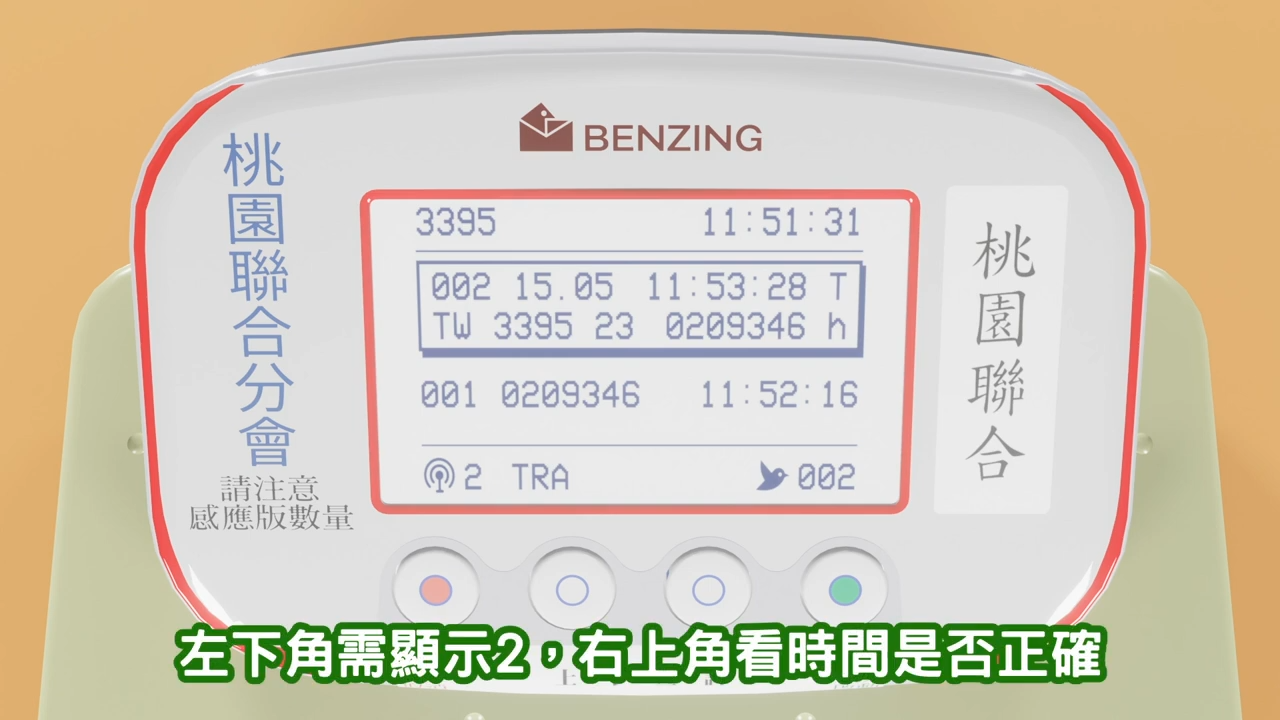 BENZING
桃園聯合分會
請注意
感應版數量
3395 11:51:31
002 15.05 11:53:28 T
TW 3395 23 0209346 h
001 0209346 11:52:16
2 TRA 002
桃園聯合
左下角需顯示2，右上角看時間是否正確